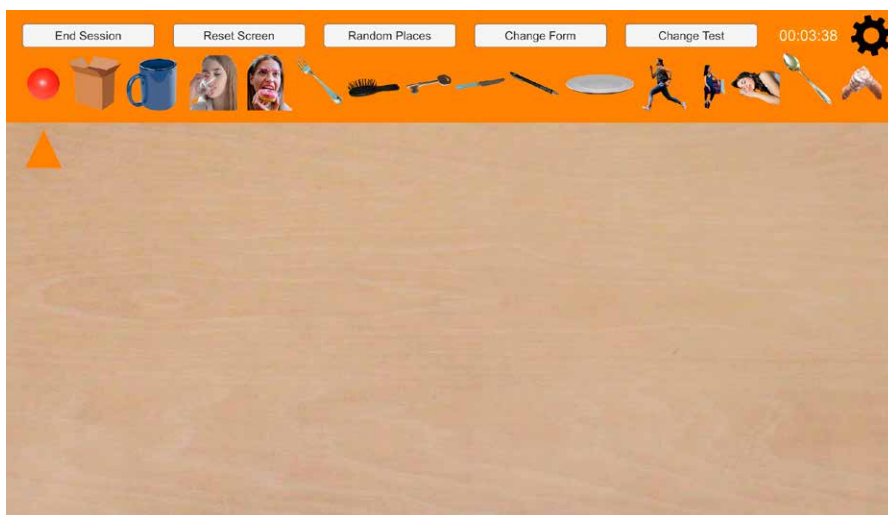 End Session
Reset Screen
Random Places
Change Form
Change Test
00:03:38